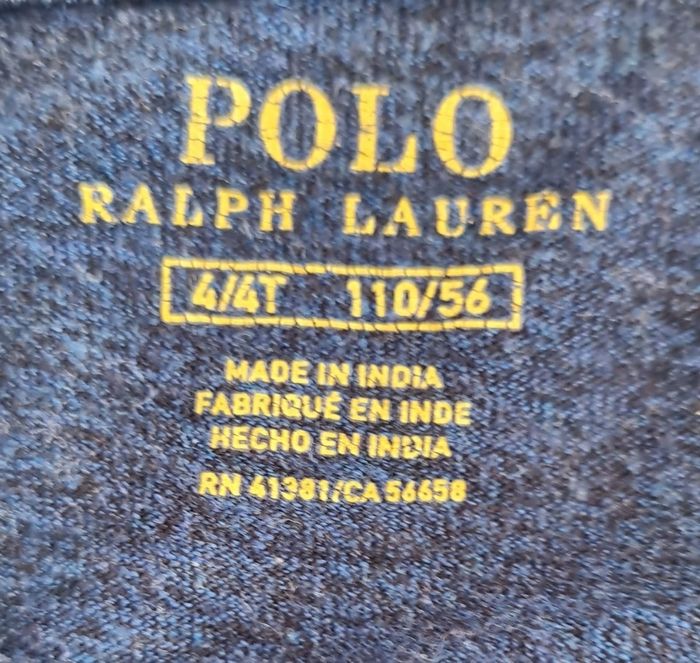 POLO
RALPH LAUREN
4/4T 110/56
MADE IN INDIA
FABRIQUÉ EN INDE
HECHO EN INDIA
RN 41381/CA 56658